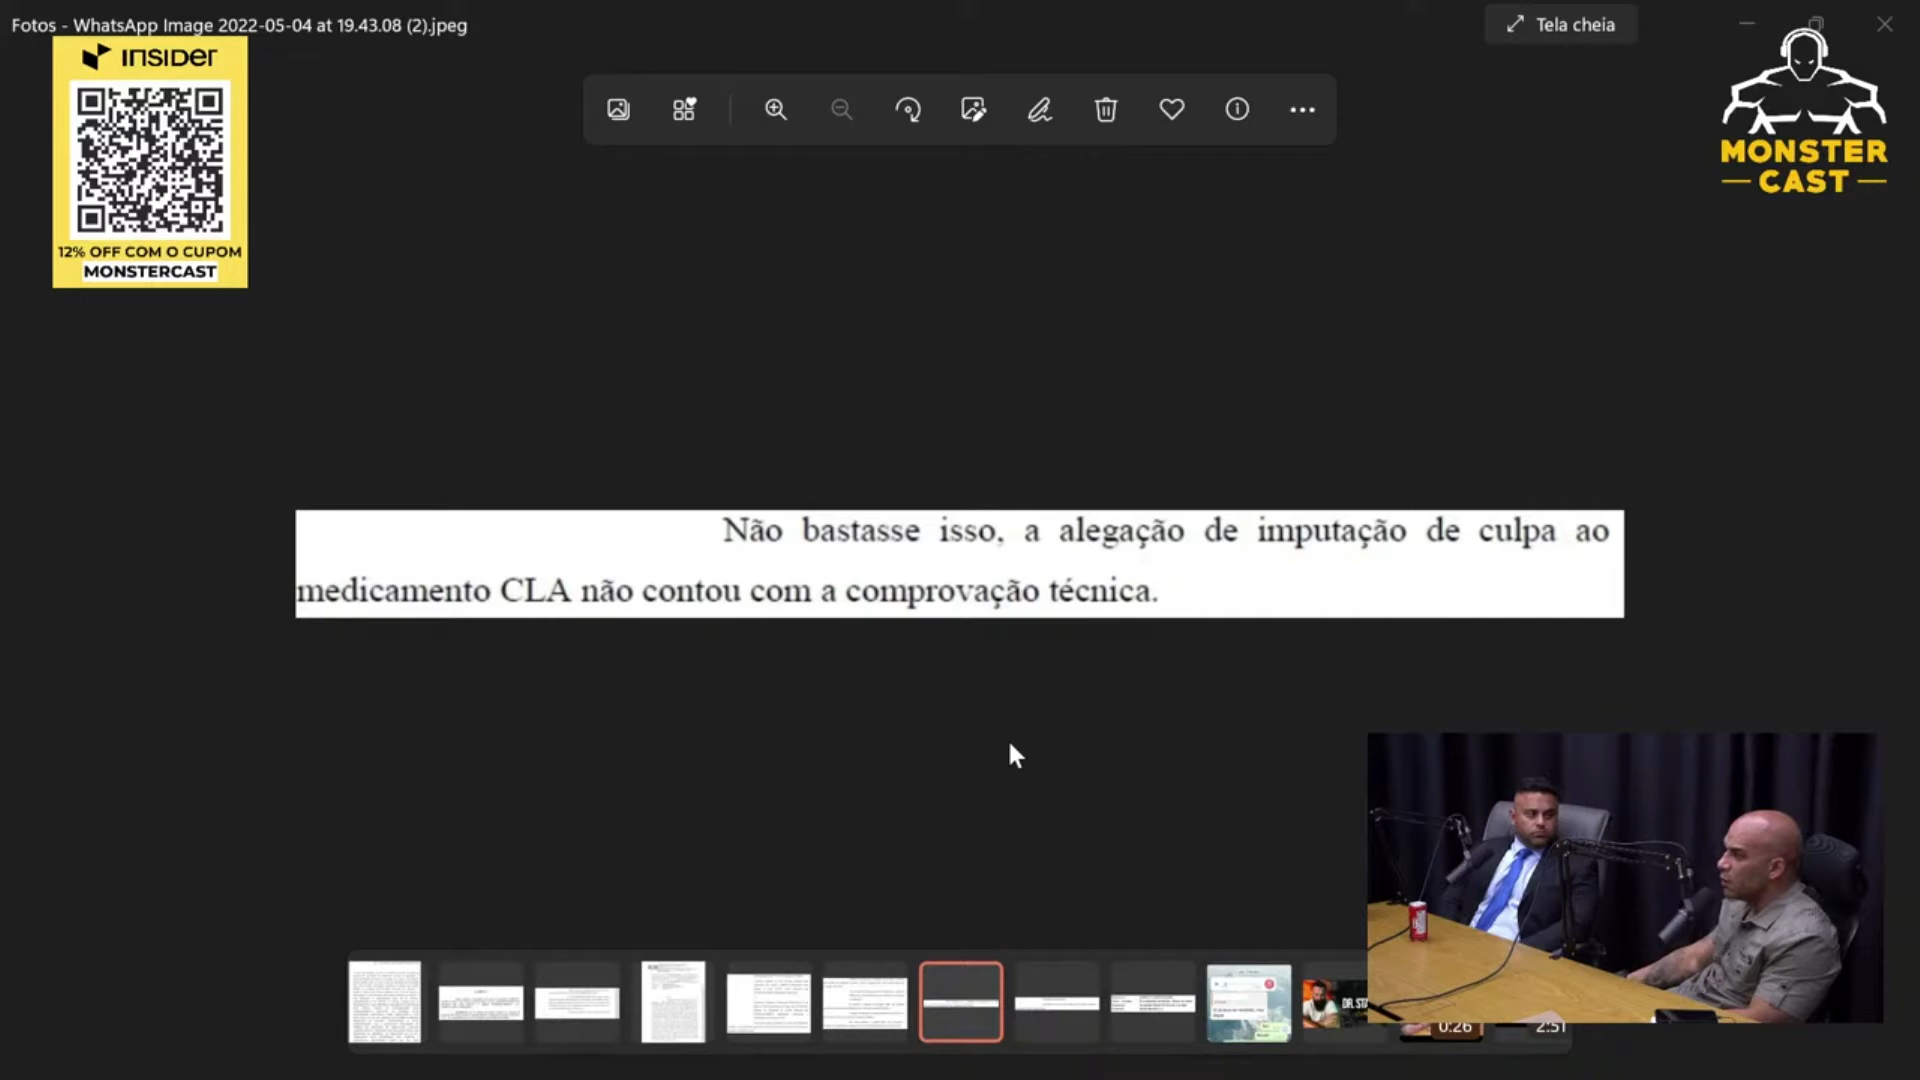 Fotos - WhatsApp Image 2022-05-04 at 19.43.08 (2).jpeg
Tela cheia
INSIDER
12% OFF COM O CUPOM
MONSTERCAST
MONSTER
CAST
Não bastasse isso, a alegação de imputação de culpa ao
medicamento CLA não contou com a comprovação técnica.
0:26
2:51